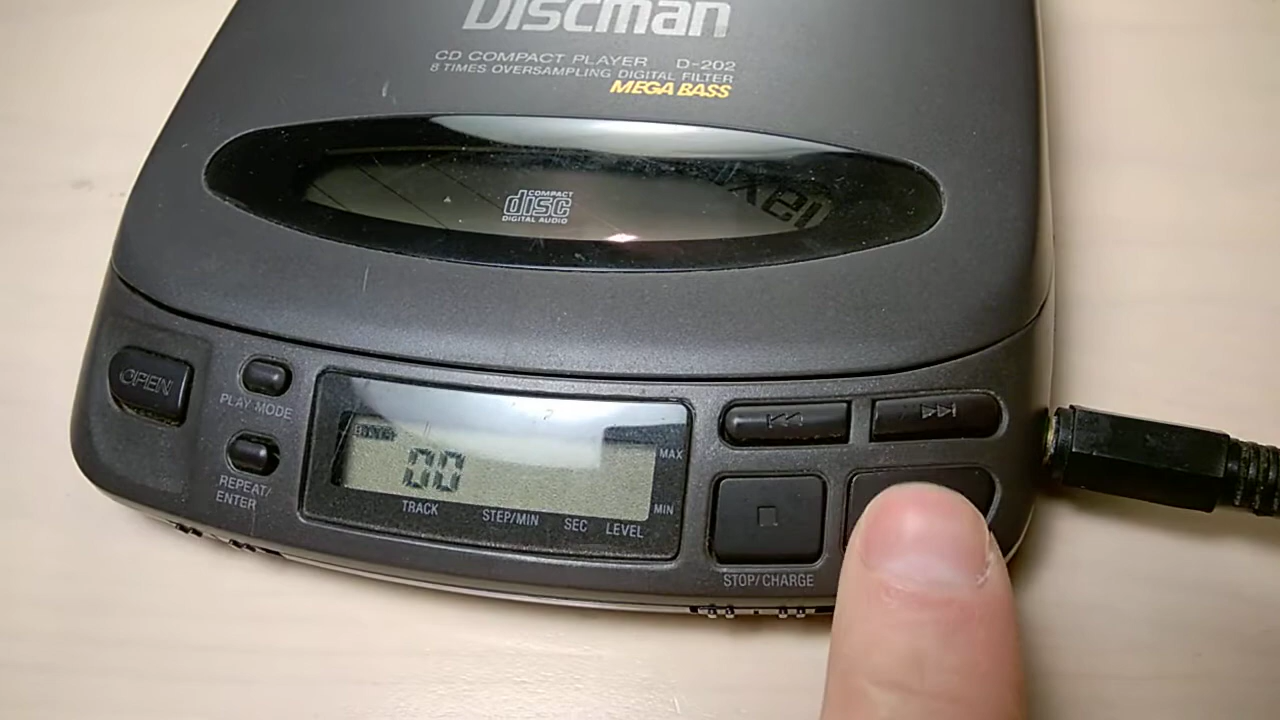 Discman
CD COMPACT PLAYER D-202
8 TIMES OVERSAMPLING DIGITAL FILTER
MEGA BASS
COMPACT
disc
DIGITAL AUDIO
OPEN
PLAY MODE
REPEAT/
ENTER
00
MAX
MIN
TRACK STEP/MIN SEC LEVEL
STOP/CHARGE